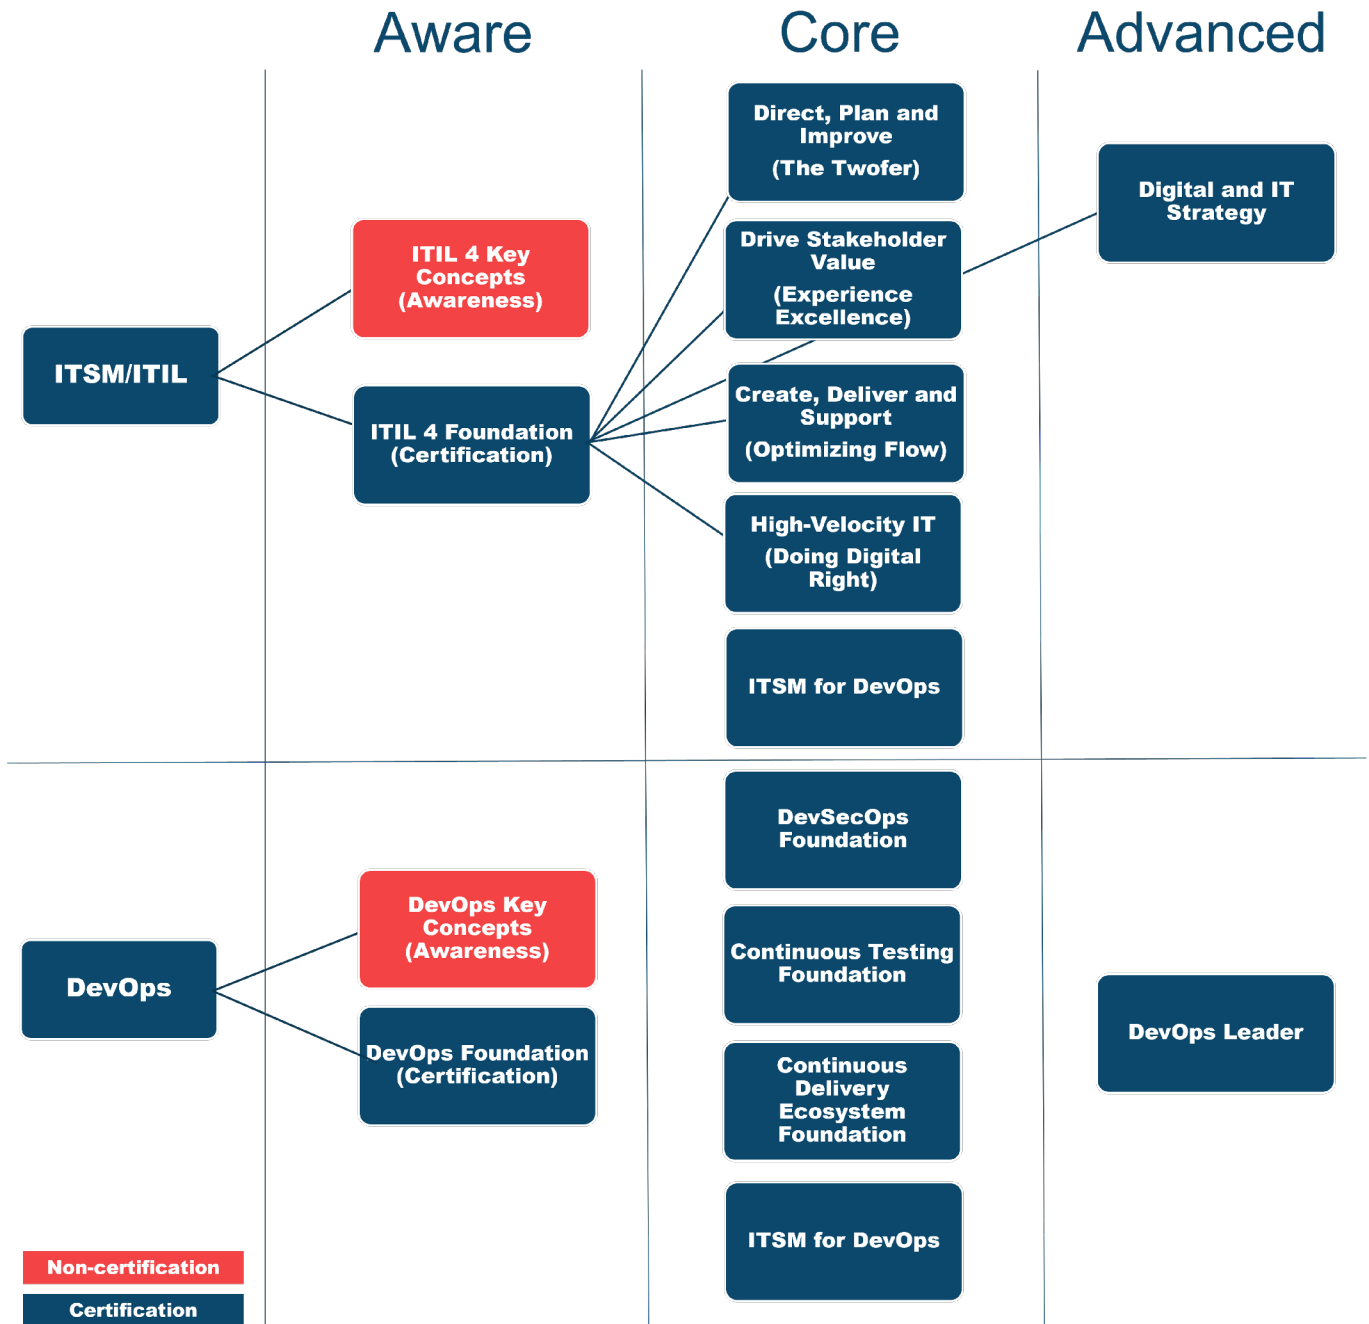 Aware
Core
Advanced
Direct, Plan and
Improve
(The Twofer)
Digital and IT
Strategy
ITIL 4 Key
Concepts
(Awareness)
Drive Stakeholder
Value
(Experience
Excellence)
ITSM/ITIL
ITIL 4 Foundation
(Certification)
Create, Deliver and
Support
(Optimizing Flow)
High-Velocity IT
(Doing Digital
Right)
ITSM for DevOps
DevSecOps
Foundation
DevOps Key
Concepts
(Awareness)
Continuous Testing
Foundation
DevOps
DevOps Foundation
(Certification)
Continuous
Delivery
Ecosystem
Foundation
DevOps Leader
ITSM for DevOps
Non-certification
Certification